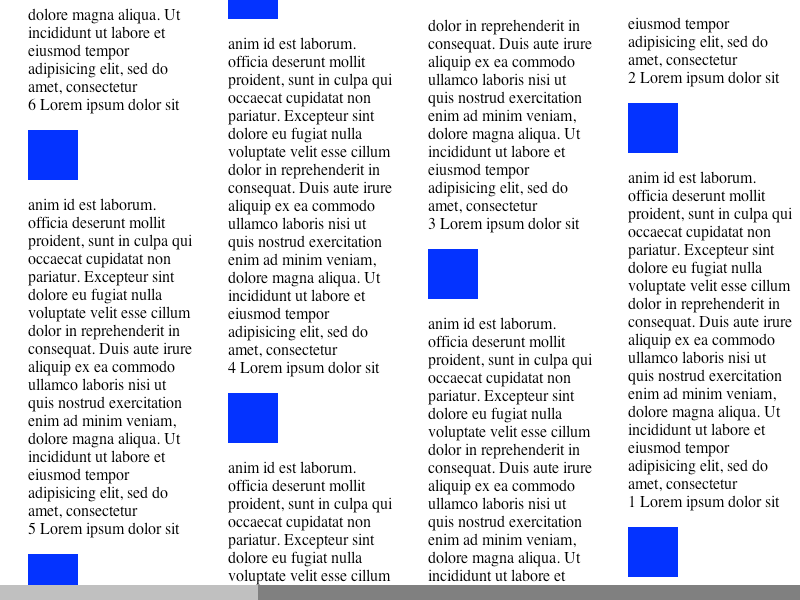 dolore magna aliqua. Ut
incididunt ut labore et
eiusmod tempor
adipisicing elit, sed do
amet, consectetur
6 Lorem ipsum dolor sit
anim id est laborum.
officia deserunt mollit
proident, sunt in culpa qui
occaecat cupidatat non
pariatur. Excepteur sint
dolore eu fugiat nulla
voluptate velit esse cillum
dolor in reprehenderit in
consequat. Duis aute irure
aliquip ex ea commodo
ullamco laboris nisi ut
quis nostrud exercitation
enim ad minim veniam,
dolore magna aliqua. Ut
incididunt ut labore et
eiusmod tempor
adipisicing elit, sed do
amet, consectetur
5 Lorem ipsum dolor sit
anim id est laborum.
officia deserunt mollit
proident, sunt in culpa qui
occaecat cupidatat non
pariatur. Excepteur sint
dolore eu fugiat nulla
voluptate velit esse cillum
dolor in reprehenderit in
consequat. Duis aute irure
aliquip ex ea commodo
ullamco laboris nisi ut
quis nostrud exercitation
enim ad minim veniam,
dolore magna aliqua. Ut
incididunt ut labore et
eiusmod tempor
adipisicing elit, sed do
amet, consectetur
4 Lorem ipsum dolor sit
anim id est laborum.
officia deserunt mollit
proident, sunt in culpa qui
occaecat cupidatat non
pariatur. Excepteur sint
dolore eu fugiat nulla
voluptate velit esse cillum
dolor in reprehenderit in
consequat. Duis aute irure
aliquip ex ea commodo
ullamco laboris nisi ut
quis nostrud exercitation
enim ad minim veniam,
dolore magna aliqua. Ut
incididunt ut labore et
eiusmod tempor
adipisicing elit, sed do
amet, consectetur
3 Lorem ipsum dolor sit
anim id est laborum.
officia deserunt mollit
proident, sunt in culpa qui
occaecat cupidatat non
pariatur. Excepteur sint
dolore eu fugiat nulla
voluptate velit esse cillum
dolor in reprehenderit in
consequat. Duis aute irure
aliquip ex ea commodo
ullamco laboris nisi ut
quis nostrud exercitation
enim ad minim veniam,
dolore magna aliqua. Ut
incididunt ut labore et
eiusmod tempor
adipisicing elit, sed do
amet, consectetur
2 Lorem ipsum dolor sit
anim id est laborum.
officia deserunt mollit
proident, sunt in culpa qui
occaecat cupidatat non
pariatur. Excepteur sint
dolore eu fugiat nulla
voluptate velit esse cillum
dolor in reprehenderit in
consequat. Duis aute irure
aliquip ex ea commodo
ullamco laboris nisi ut
quis nostrud exercitation
enim ad minim veniam,
dolore magna aliqua. Ut
incididunt ut labore et
eiusmod tempor
adipisicing elit, sed do
amet, consectetur
1 Lorem ipsum dolor sit